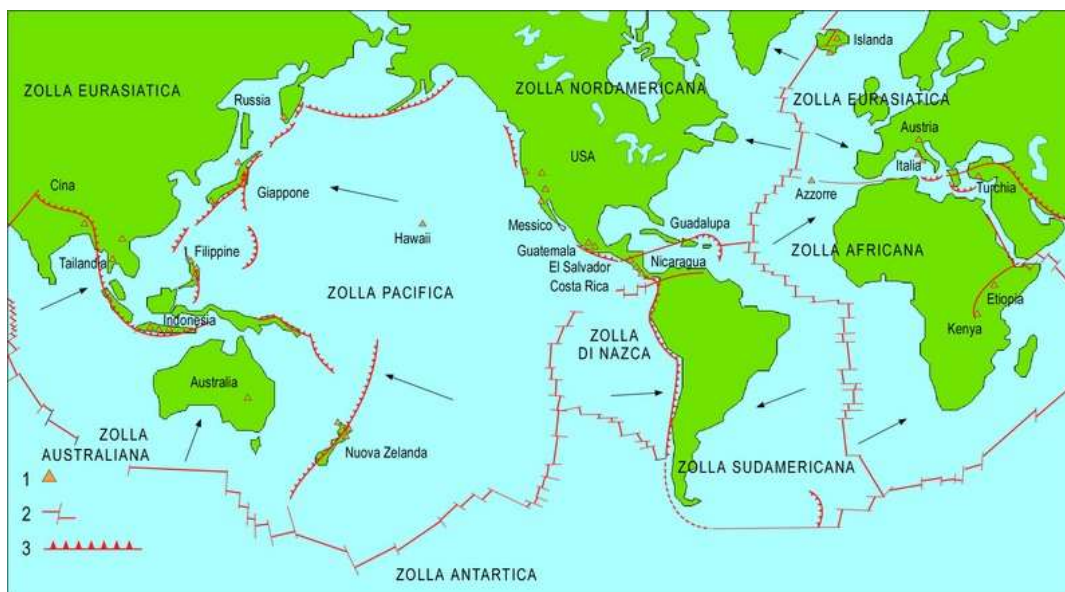 Islanda
ZOLLA EURASIATICA
ZOLLA NORDAMERICANA
ZOLLA EURASIATICA
Russia
Austria
USA
Italia
Cina
Giappone
Azzorre
Turchia
Messico
Guadalupa
Hawaii
Filippine
Guatemala
ZOLLA AFRICANA
Tailandia
El Salvador
Nicaragua
Costa Rica
ZOLLA PACIFICA
Etiopia
Indonesia
Kenya
ZOLLA
DI NAZCA
Australia
ZOLLA
AUSTRALIANA
Nuova Zelanda
ZOLLA SUDAMERICANA
1
2
3
ZOLLA ANTARTICA